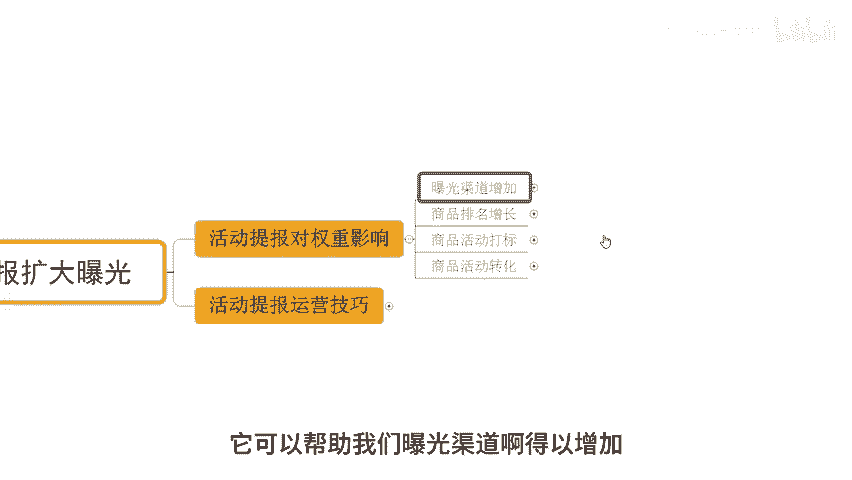 曝光渠道增加
商品排名增长
活动提报对权重影响
商品活动打标
商品活动转化
报扩大曝光
活动提报运营技巧
它可以帮助我们曝光渠道啊得以增加